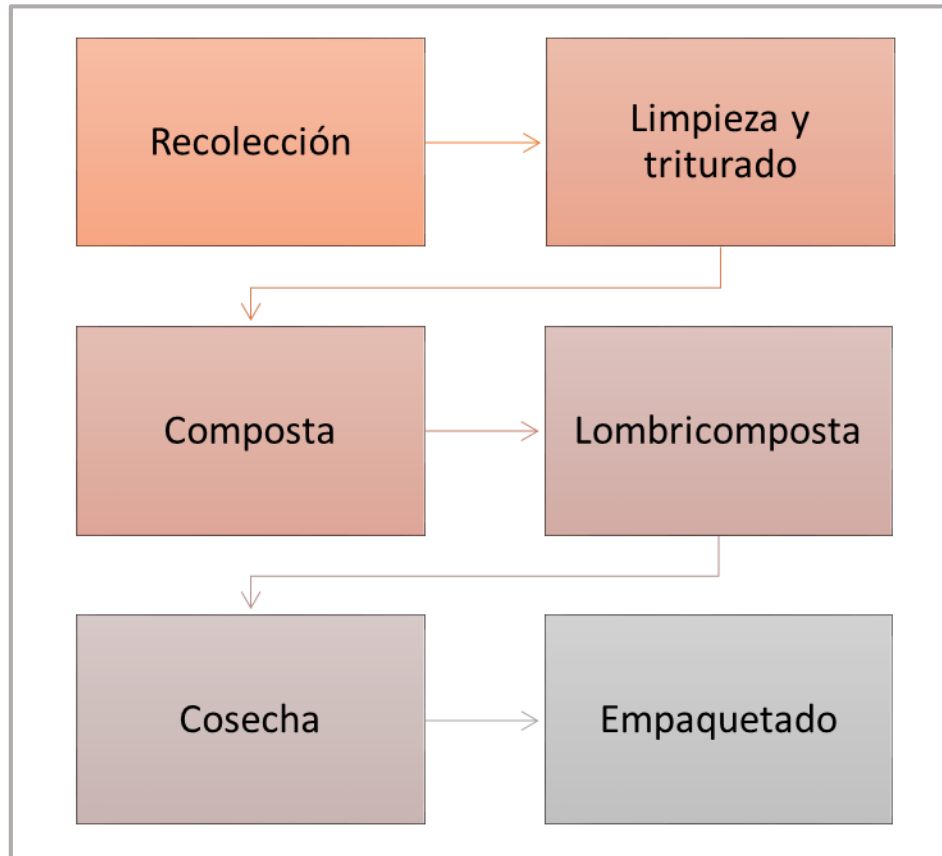 Recolección
Limpieza y
triturado
Composta
Lombricomposta
Cosecha
Empaquetado